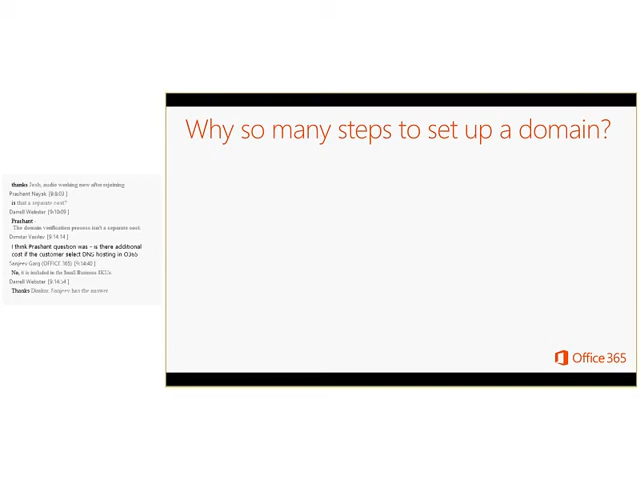 thanks Josh, audio working now after rejoining
Prashant Nayak [9:8:03 ]
is that a separate cost?
Darrell Webster [9:10:09 ]
Prashant -
The domain verification process isn't a separate cost.
Dimitar Vasilev [9:14:14 ]
I think Prashant question was - is there additional
cost if the customer select DNS hosting in O365
Sanjeev Garg (OFFICE 365) [9:14:40 ]
No, it is included in the Small Business SKUs
Darrell Webster [9:14:54 ]
Thanks Dimitar. Sanjeev has the answer
Why so many steps to set up a domain?
Office 365